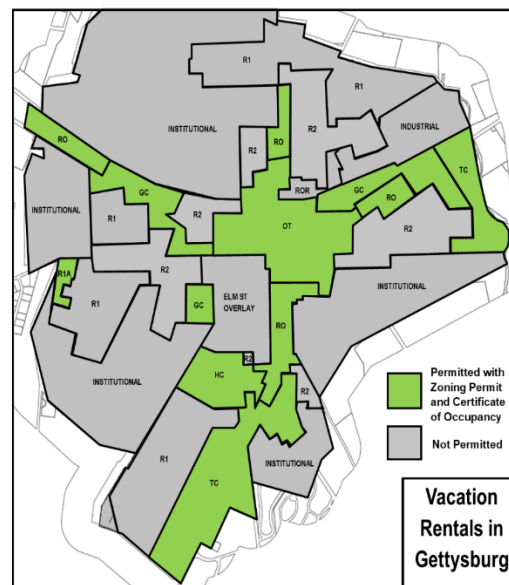 R1
R1
INSTITUTIONAL
R2
INDUSTRIAL
RO
R2
RO
TC
GC
ROR
GC
RO
INSTITUTIONAL
R1
R2
OT
R2
R2
R1A
INSTITUTIONAL
R1
GC
ELM ST
OVERLAY
RO
R2
HC
R2
INSTITUTIONAL
Permitted with
Zoning Permit
and Certificate
of Occupancy
Not Permitted
R1
INSTITUTIONAL
TC
Vacation
Rentals in
Gettysburg